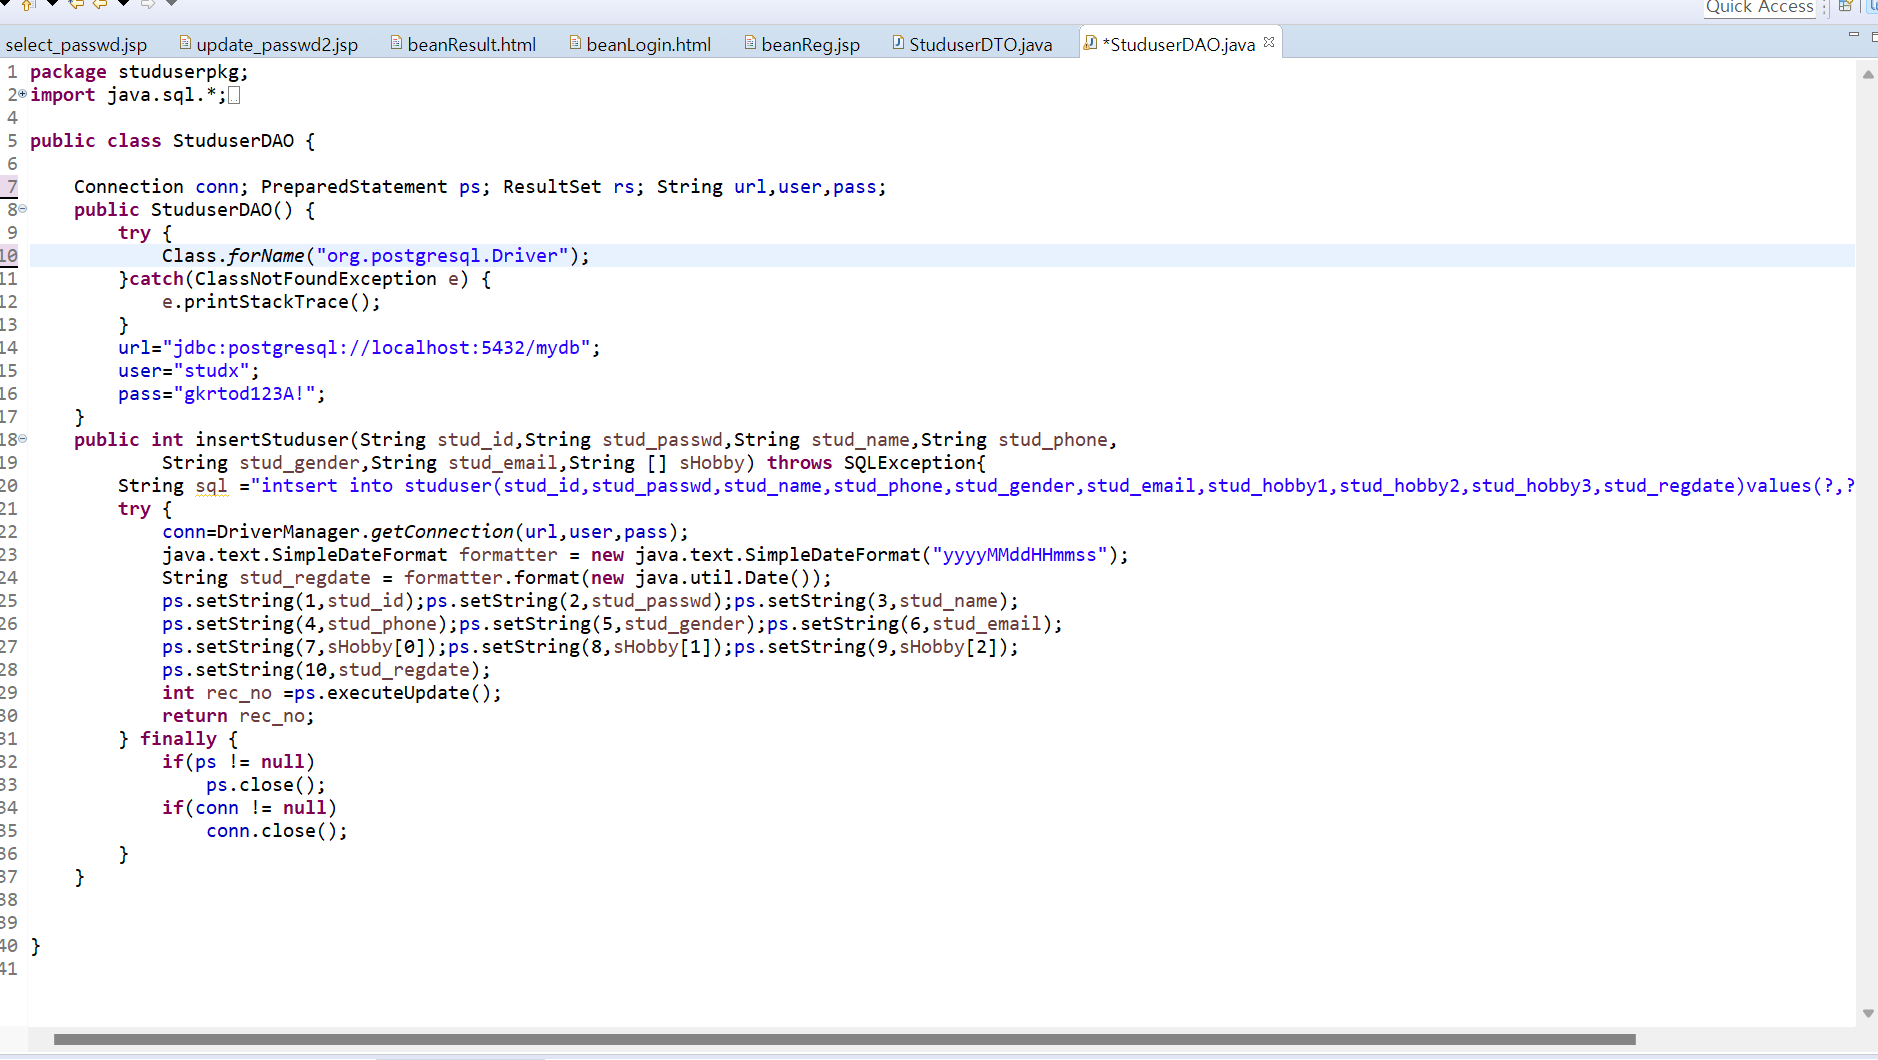 Quick Access
select_passwd.jsp update_passwd2.jsp beanResult.html beanLogin.html beanReg.jsp StuduserDTO.java *StuduserDAO.java
1 package studuserpkg;
2 import java.sql.*;
4
5 public class StuduserDAO {
6
7 Connection conn; PreparedStatement ps; ResultSet rs; String url,user,pass;
8 public StuduserDAO() {
9 try {
10 Class.forName("org.postgresql.Driver");
11 }catch(ClassNotFoundException e) {
12 e.printStackTrace();
13 }
14 url="jdbc:postgresql://localhost:5432/mydb";
15 user="studx";
16 pass="gkrtod123A!";
17 }
18 public int insertStuduser(String stud_id,String stud_passwd,String stud_name,String stud_phone,
19 String stud_gender,String stud_email,String [] sHobby) throws SQLException{
20 String sql ="intsert into studuser(stud_id,stud_passwd,stud_name,stud_phone,stud_gender,stud_email,stud_hobby1,stud_hobby2,stud_hobby3,stud_regdate)values(?,?
21 try {
22 conn=DriverManager.getConnection(url,user,pass);
23 java.text.SimpleDateFormat formatter = new java.text.SimpleDateFormat("yyyyMMddHHmmss");
24 String stud_regdate = formatter.format(new java.util.Date());
25 ps.setString(1,stud_id);ps.setString(2,stud_passwd);ps.setString(3,stud_name);
26 ps.setString(4,stud_phone);ps.setString(5,stud_gender);ps.setString(6,stud_email);
27 ps.setString(7,sHobby[0]);ps.setString(8,sHobby[1]);ps.setString(9,sHobby[2]);
28 ps.setString(10,stud_regdate);
29 int rec_no =ps.executeUpdate();
30 return rec_no;
31 } finally {
32 if(ps != null)
33 ps.close();
34 if(conn != null)
35 conn.close();
36 }
37 }
38
39
40 }
41